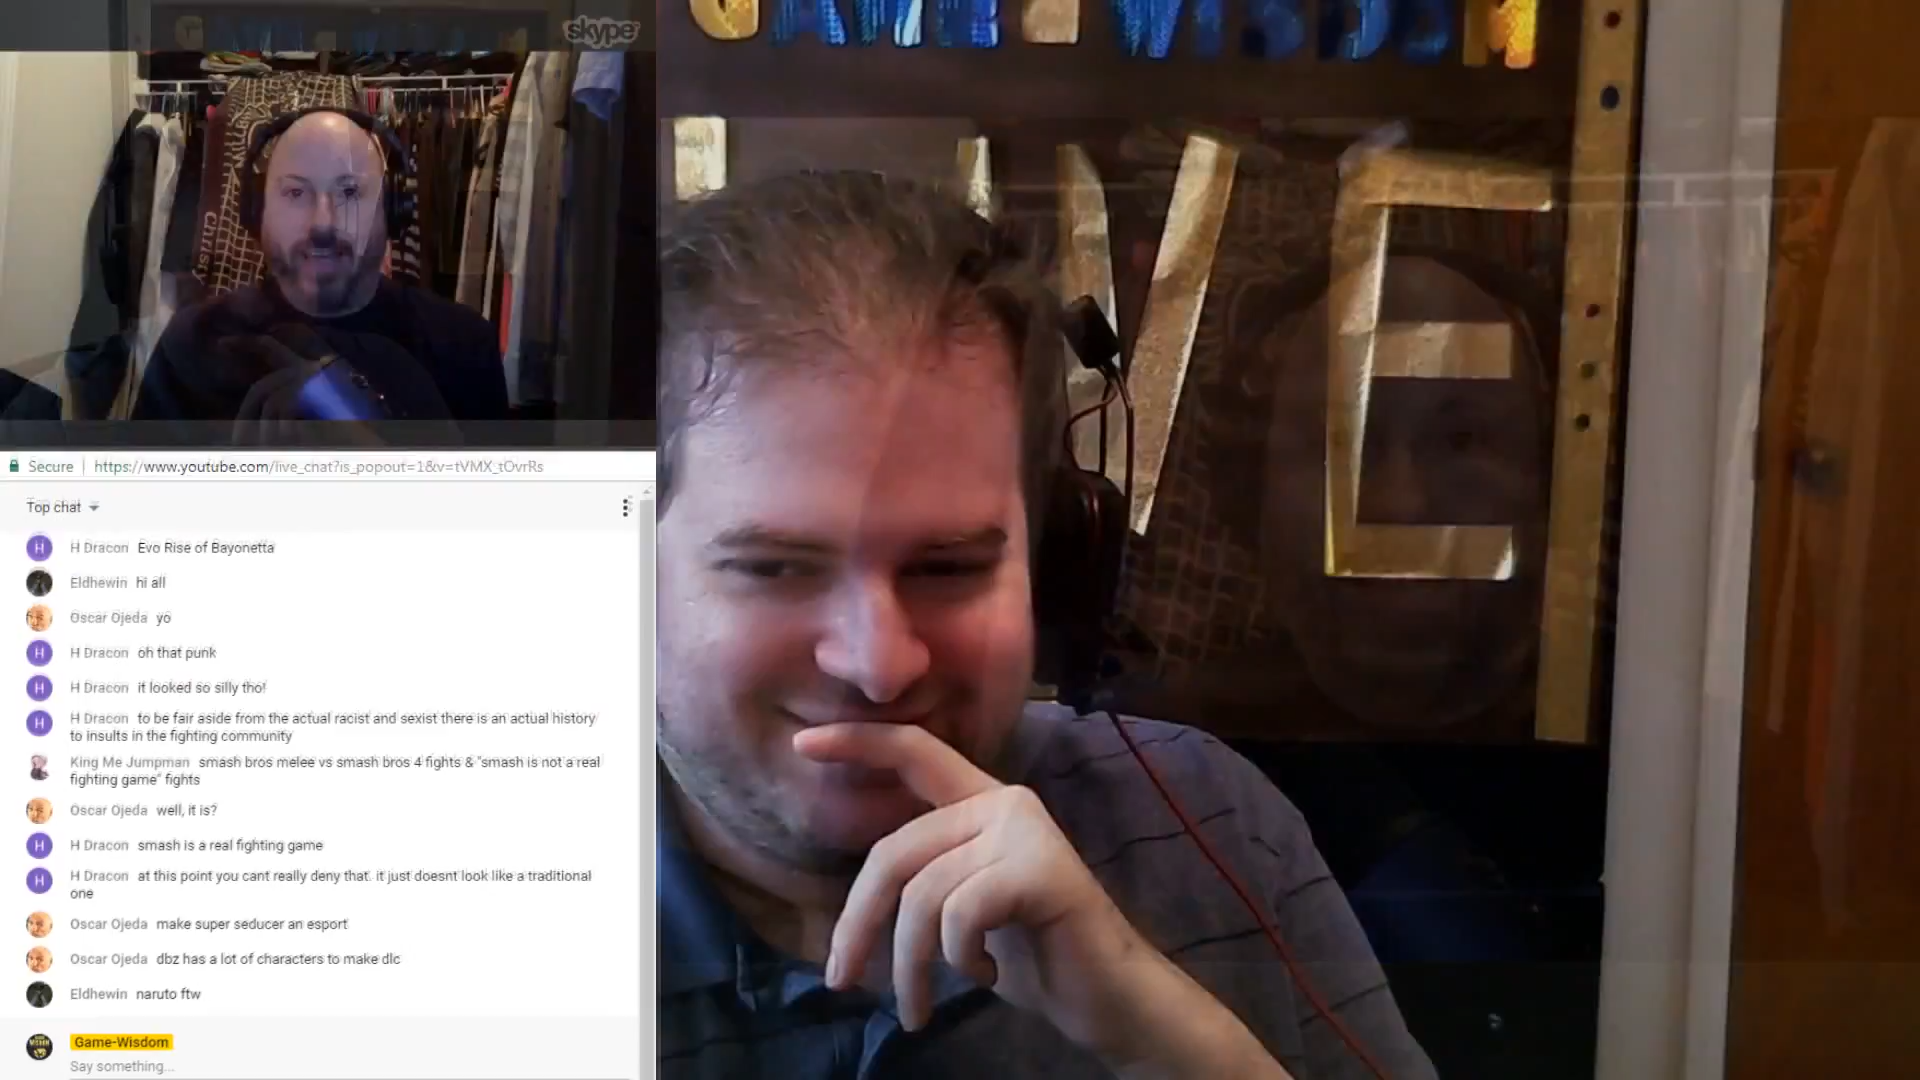 skype
GAME WISDOM
VE
Christy
Secure https://www.youtube.com/live_chat?is_popout=1&v=tVMX_tOvrRs
Top chat
H H Dracon Evo Rise of Bayonetta
Eldhewin hi all
Oscar Ojeda yo
H H Dracon oh that punk
H H Dracon it looked so silly tho!
H H Dracon to be fair aside from the actual racist and sexist there is an actual history
to insults in the fighting community
King Me Jumpman smash bros melee vs smash bros 4 fights & "smash is not a real
fighting game" fights
Oscar Ojeda well, it is?
H H Dracon smash is a real fighting game
H H Dracon at this point you cant really deny that. it just doesnt look like a traditional
one
Oscar Ojeda make super seducer an esport
Oscar Ojeda dbz has a lot of characters to make dlc
Eldhewin naruto ftw
Game-Wisdom
Say something...